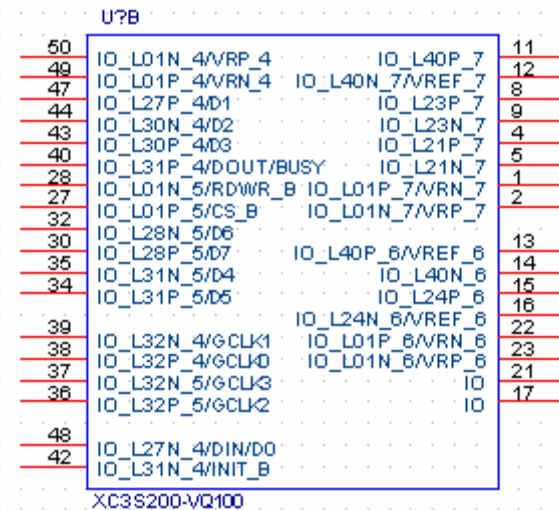 U?B
50 IO_L01N_4/VRP_4 IO_L40P_7 11
49 IO_L01P_4/VRN_4 IO_L40N_7/VREF_7 12
47 IO_L27P_4/D1 IO_L23P_7 8
44 IO_L30N_4/D2 IO_L23N_7 9
43 IO_L30P_4/D3 IO_L21P_7 4
40 IO_L31P_4/DOUT/BUSY IO_L21N_7 5
28 IO_L01N_5/RDWR_B IO_L01P_7/VRN_7 1
27 IO_L01P_5/CS_B IO_L01N_7/VRP_7 2
32 IO_L28N_5/D6
30 IO_L28P_5/D7 IO_L40P_6/VREF_6 13
35 IO_L31N_5/D4 IO_L40N_6 14
34 IO_L31P_5/D5 IO_L24P_6 15
IO_L24N_6/VREF_6 16
39 IO_L32N_4/GCLK1 IO_L01P_6/VRN_6 22
38 IO_L32P_4/GCLK0 IO_L01N_6/VRP_6 23
37 IO_L32N_5/GCLK3 IO 21
36 IO_L32P_5/GCLK2 IO 17
48 IO_L27N_4/DIN/D0
42 IO_L31N_4/INIT_B
XC3S200-VQ100